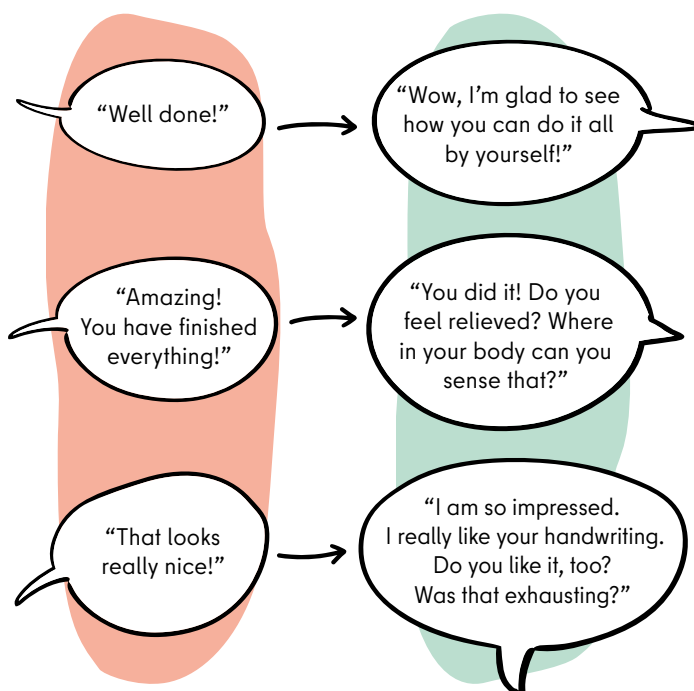 “Well done!”
“Wow, I’m glad to see
how you can do it all
by yourself!”
“Amazing!
You have finished
everything!”
“You did it! Do you
feel relieved? Where
in your body can you
sense that?”
“That looks
really nice!”
“I am so impressed.
I really like your handwriting.
Do you like it, too?
Was that exhausting?”